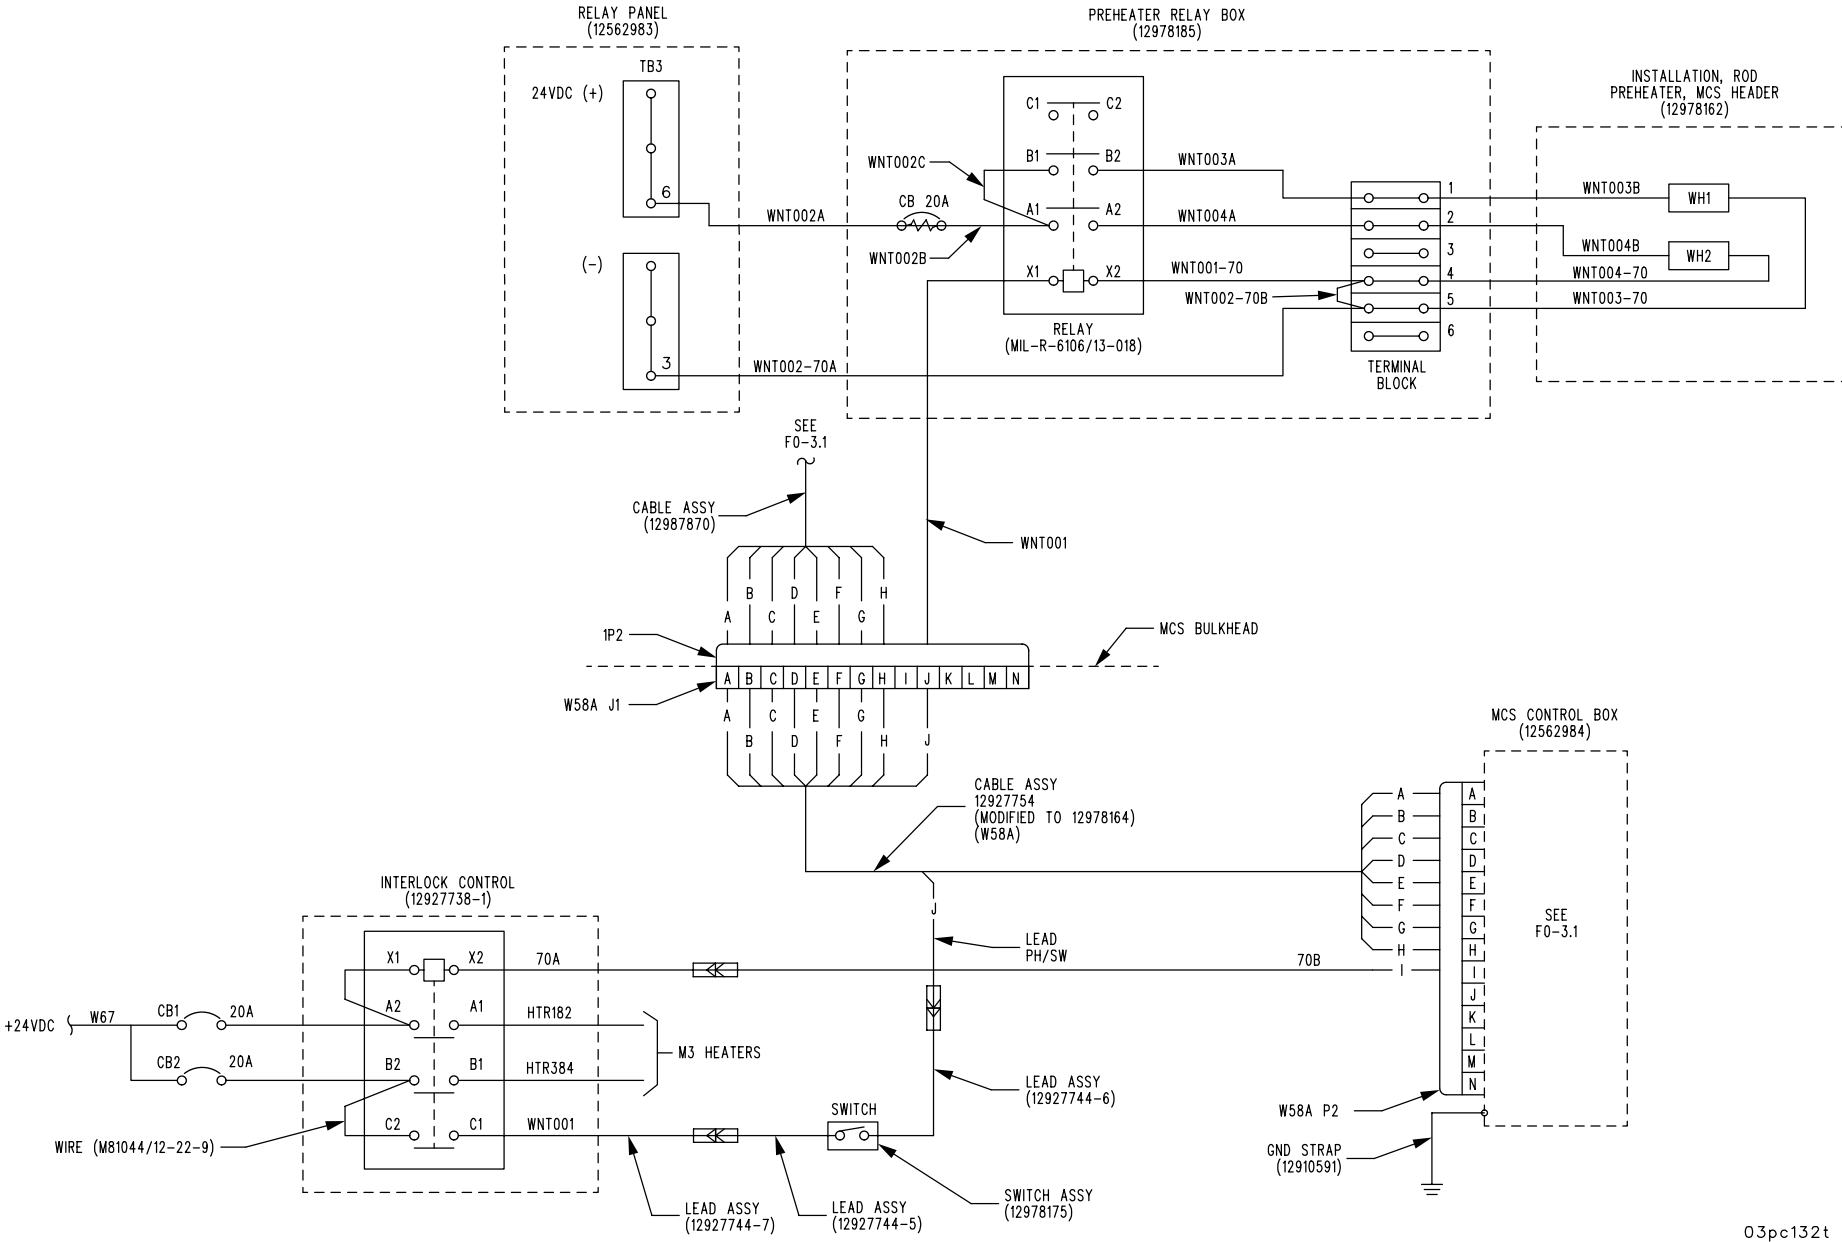 RELAY PANEL
(12562983)
TB3
24VDC (+)
6
(-)
3
PREHEATER RELAY BOX
(12978185)
C1 C2
B1 B2
A1 A2
X1 X2
WNT002C
CB 20A
WNT002A
WNT002B
RELAY
(MIL-R-6106/13-018)
WNT003A
WNT004A
WNT001-70
WNT002-70B
WNT002-70A
1
2
3
4
5
6
TERMINAL
BLOCK
INSTALLATION, ROD
PREHEATER, MCS HEADER
(12978162)
WNT003B
WH1
WNT004B
WH2
WNT004-70
WNT003-70
SEE
FO-3.1
CABLE ASSY
(12987870)
WNT001
B D F H
A C E G
1P2
MCS BULKHEAD
A B C D E F G H I J K L M N
W58A J1
A C E G
B D F H J
CABLE ASSY
12927754
(MODIFIED TO 12978164)
(W58A)
MCS CONTROL BOX
(12562984)
A A
B B
C C
D D
E E
F F
G G
H H
I I
J
K
L
M
N
SEE
FO-3.1
W58A P2
GND STRAP
(12910591)
J
LEAD
PH/SW
70B
INTERLOCK CONTROL
(12927738-1)
X1 X2
70A
A2 A1
HTR182
B2 B1
HTR384
C2 C1
WNT001
+24VDC
W67
CB1 20A
CB2 20A
M3 HEATERS
WIRE (M81044/12-22-9)
SWITCH
LEAD ASSY
(12927744-6)
LEAD ASSY
(12927744-7)
LEAD ASSY
(12927744-5)
SWITCH ASSY
(12978175)
03pc132t